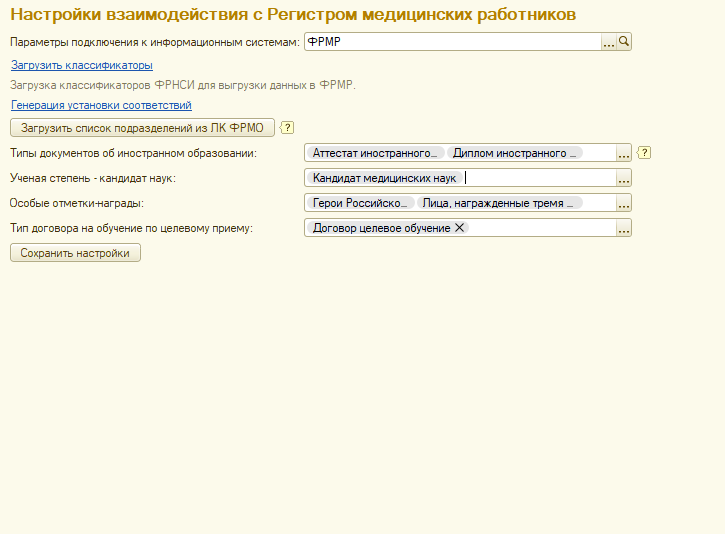 Настройки взаимодействия с Регистром медицинских работников
Параметры подключения к информационным системам: ФРМР ...
Загрузить классификаторы
Загрузка классификаторов ФРНСИ для выгрузки данных в ФРМР.
Генерация установки соответствий
Загрузить список подразделений из ЛК ФРМО ?
Типы документов об иностранном образовании: Аттестат иностранного... Диплом иностранного ... ... ?
Ученая степень - кандидат наук: Кандидат медицинских наук ...
Особые отметки-награды: Герои Российско... Лица, награжденные тремя ... ...
Тип договора на обучение по целевому приему: Договор целевое обучение ...
Сохранить настройки